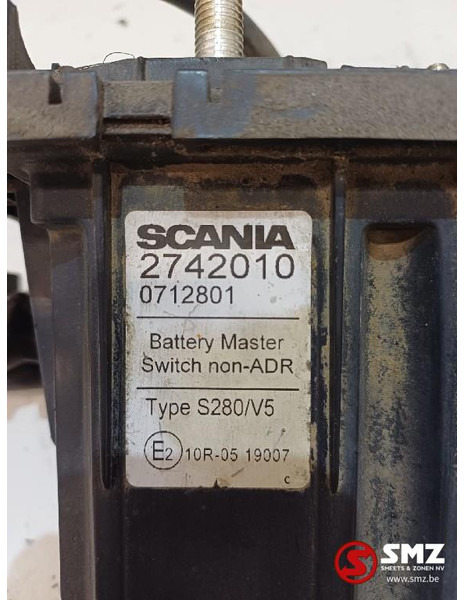 SCANIA
2742010
0712801
Battery Master
Switch non-ADR
Type S280/V5
E2 10R-05 19007
c
SMZ
SMEETS & ZONEN NV
www.smz.be